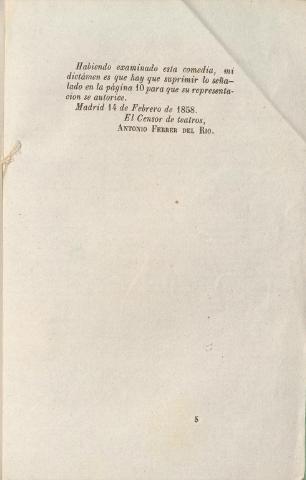 Habiendo examinado esta comedia, mi
dictámen es que hay que suprimir lo seña-
lado en la página 10 para que su representa-
cion se autorice.
Madrid 14 de Febrero de 1858.
El Censor de teatros,
ANTONIO FERRER DEL RIO.
5